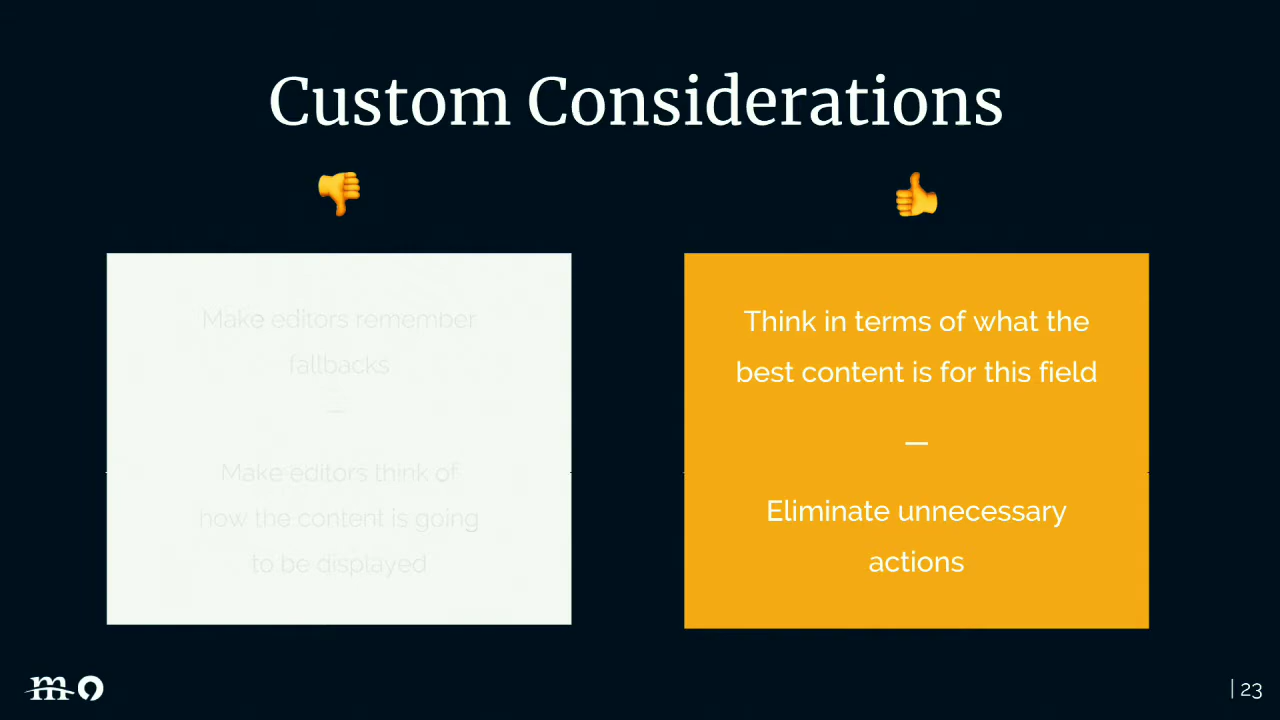 Custom Considerations
Make editors remember
fallbacks
—
Make editors think of
how the content is going
to be displayed
Think in terms of what the
best content is for this field
—
Eliminate unnecessary
actions
m
| 23